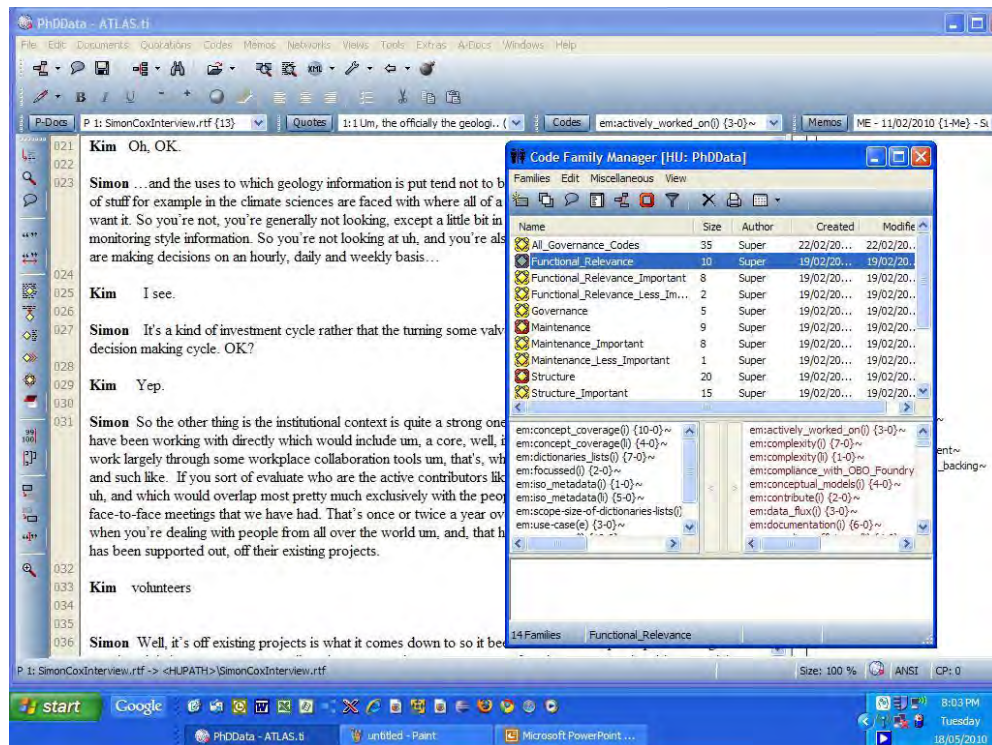 PhDData - ATLAS.ti
File Edit Documents Quotations Codes Memos Networks Views Tools Extras A-Docs Windows Help
P-Docs P 1: SimonCoxInterview.rtf {13} Quotes 1:1 Um, the officially the geologi.. ( Codes em:actively_worked_on(i) {3-0}~ Memos ME - 11/02/2010 {1-Me} - Su
021 Kim Oh, OK.
022
023 Simon …and the uses to which geology information is put tend not to b
of stuff for example in the climate sciences are faced with where all of a
want it. So you're not, you're generally not looking, except a little bit in
monitoring style information. So you're not looking at uh, and you're als
are making decisions on an hourly, daily and weekly basis…
024
025 Kim I see.
026
027 Simon It's a kind of investment cycle rather that the turning some valv
decision making cycle. OK?
028
029 Kim Yep.
030
031 Simon So the other thing is the institutional context is quite a strong one
have been working with directly which would include um, a core, well, i
work largely through some workplace collaboration tools um, that's, wh
and such like. If you sort of evaluate who are the active contributors lik
uh, and which would overlap most pretty much exclusively with the peop
face-to-face meetings that we have had. That's once or twice a year ov
when you're dealing with people from all over the world um, and, that h
has been supported out, off their existing projects.
032
033 Kim volunteers
034
035
036 Simon Well, it's off existing projects is what it comes down to so it bec
Code Family Manager [HU: PhDData]
Families Edit Miscellaneous View
Name Size Author Created Modifie
All_Governance_Codes 35 Super 22/02/20... 22/02/20..
Functional_Relevance 10 Super 19/02/20... 19/02/20..
Functional_Relevance_Important 8 Super 19/02/20... 19/02/20..
Functional_Relevance_Less_Im... 2 Super 19/02/20... 19/02/20..
Governance 5 Super 19/02/20... 19/02/20..
Maintenance 9 Super 19/02/20... 19/02/20..
Maintenance_Important 8 Super 19/02/20... 19/02/20..
Maintenance_Less_Important 1 Super 19/02/20... 19/02/20..
Structure 20 Super 19/02/20... 19/02/20..
Structure_Important 15 Super 19/02/20... 19/02/20..
em:concept_coverage(i) {10-0}~
em:concept_coverage(li) {4-0}~
em:dictionaries_lists(i) {7-0}~
em:focussed(i) {2-0}~
em:iso_metadata(i) {1-0}~
em:iso_metadata(li) {5-0}~
em:scope-size-of-dictionaries-lists(i)
em:use-case(e) {3-0}~
em:actively_worked_on(i) {3-0}~
em:complexity(i) {7-0}~
em:complexity(li) {1-0}~
em:compliance_with_OBO_Foundry
em:conceptual_models(i) {4-0}~
em:contribute(i) {2-0}~
em:data_flux(i) {3-0}~
em:documentation(i) {6-0}~
ent~
_backing~
14 Families Functional_Relevance
P 1: SimonCoxInterview.rtf -> <HUPATH>\SimonCoxInterview.rtf Size: 100 % ANSI CP: 0
start Google 8:03 PM
Tuesday
PhDData - ATLAS.ti untitled - Paint Microsoft PowerPoint ... 18/05/2010